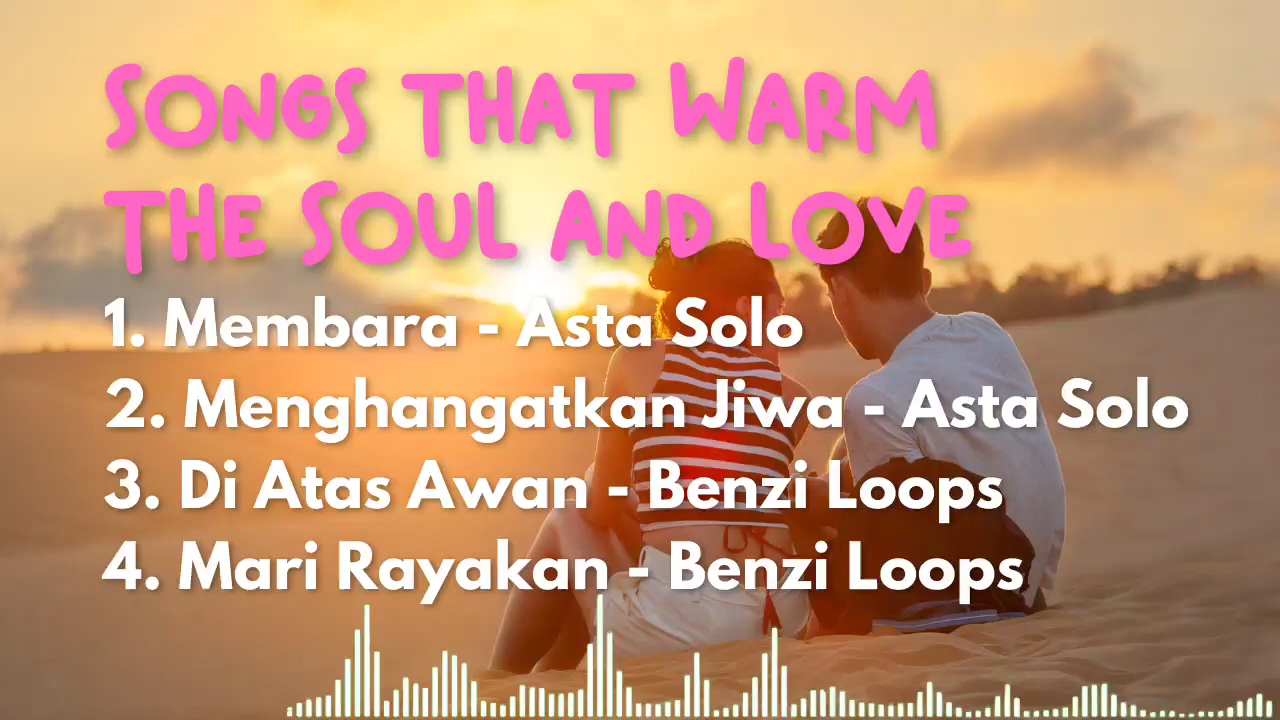 SONGS THAT WARM
THE SOUL AND LOVE
1. Membara - Asta Solo
2. Menghangatkan Jiwa - Asta Solo
3. Di Atas Awan - Benzi Loops
4. Mari Rayakan - Benzi Loops